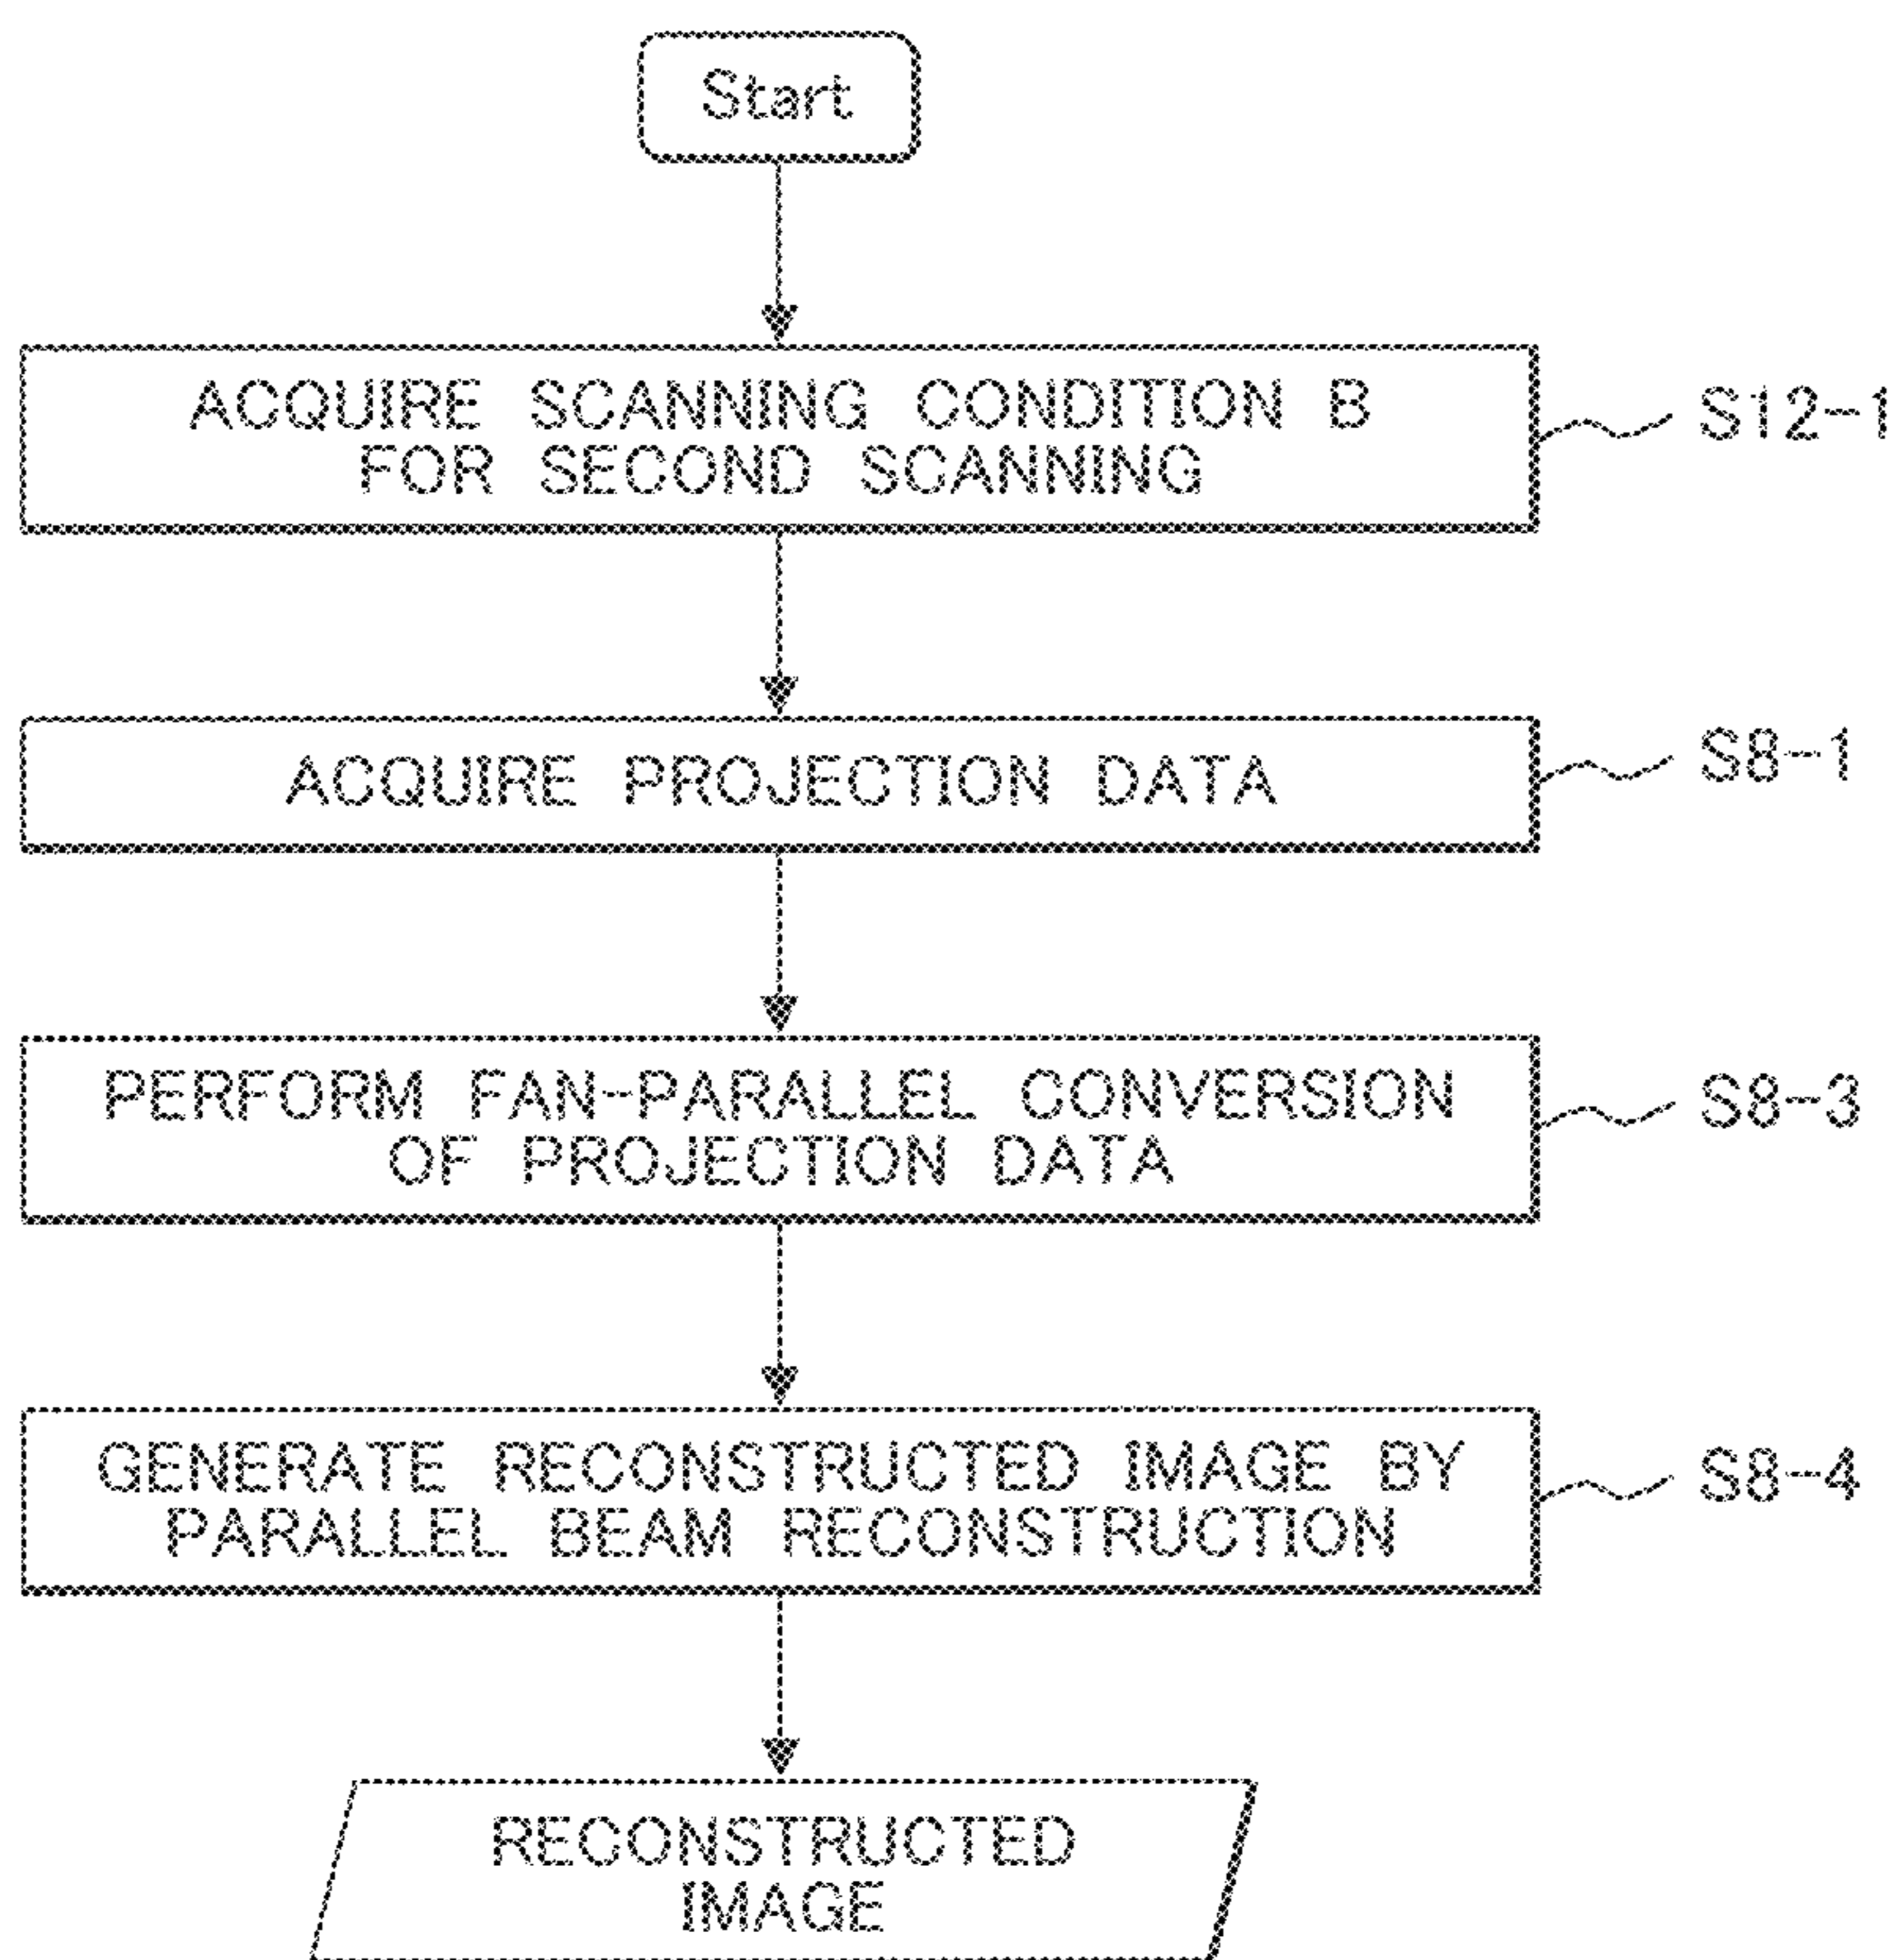 Start
ACQUIRE SCANNING CONDITION B
FOR SECOND SCANNING
S12-1
ACQUIRE PROJECTION DATA
S8-1
PERFORM FAN-PARALLEL CONVERSION
OF PROJECTION DATA
S8-3
GENERATE RECONSTRUCTED IMAGE BY
PARALLEL BEAM RECONSTRUCTION
S8-4
RECONSTRUCTED
IMAGE